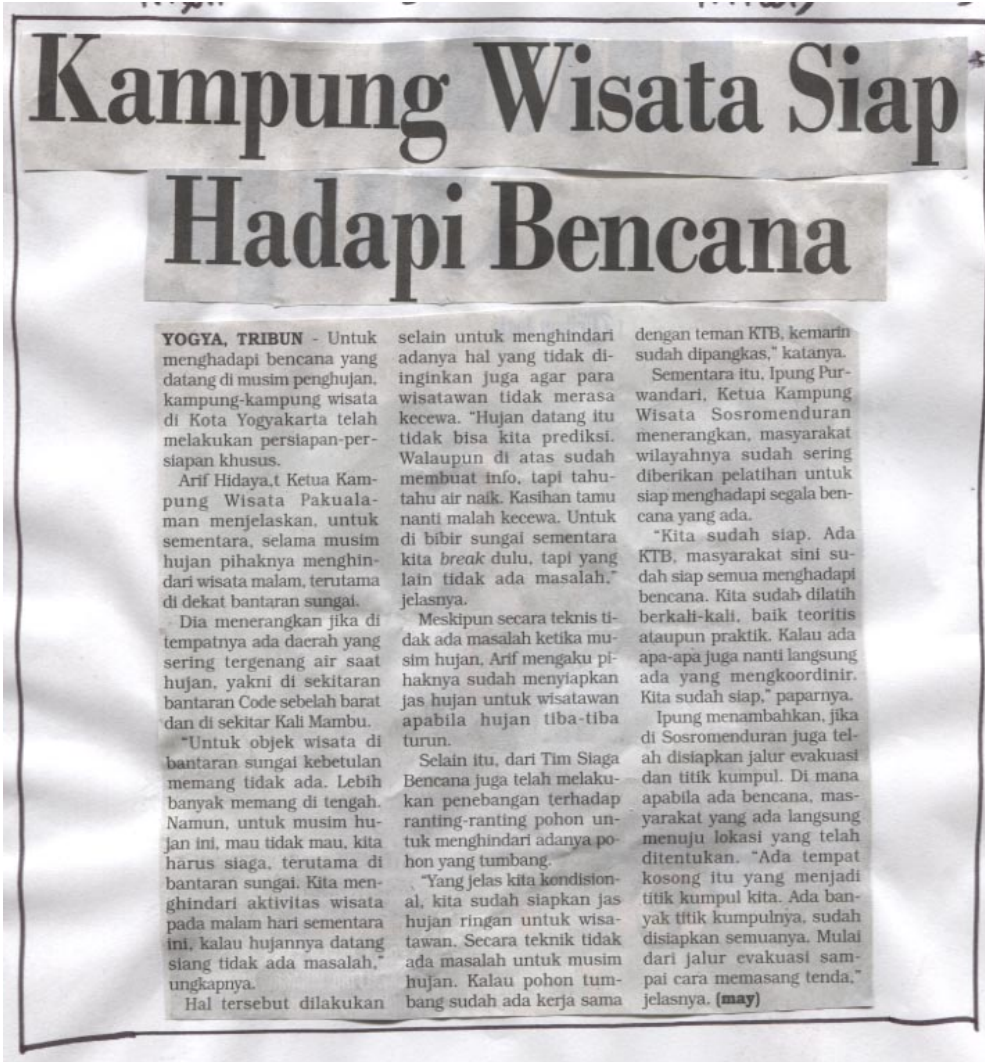 Kampung Wisata Siap
Hadapi Bencana
YOGYA, TRIBUN - Untuk
menghadapi bencana yang
datang di musim penghujan,
kampung-kampung wisata
di Kota Yogyakarta telah
melakukan persiapan-per-
siapan khusus.
Arif Hidaya,t Ketua Kam-
pung Wisata Pakuala-
man menjelaskan, untuk
sementara, selama musim
hujan pihaknya menghin-
dari wisata malam, terutama
di dekat bantaran sungai.
Dia menerangkan jika di
tempatnya ada daerah yang
sering tergenang air saat
hujan, yakni di sekitaran
bantaran Code sebelah barat
dan di sekitar Kali Mambu.
"Untuk objek wisata di
bantaran sungai kebetulan
memang tidak ada. Lebih
banyak memang di tengah.
Namun, untuk musim hu-
jan ini, mau tidak mau, kita
harus siaga, terutama di
bantaran sungai. Kita men-
ghindari aktivitas wisata
pada malam hari sementara
ini, kalau hujannya datang
siang tidak ada masalah,"
ungkapnya.
Hal tersebut dilakukan
selain untuk menghindari
adanya hal yang tidak di-
inginkan juga agar para
wisatawan tidak merasa
kecewa. "Hujan datang itu
tidak bisa kita prediksi.
Walaupun di atas sudah
membuat info, tapi tahu-
tahu air naik. Kasihan tamu
nanti malah kecewa. Untuk
di bibir sungai sementara
kita break dulu, tapi yang
lain tidak ada masalah,"
jelasnya.
Meskipun secara teknis ti-
dak ada masalah ketika mu-
sim hujan, Arif mengaku pi-
haknya sudah menyiapkan
jas hujan untuk wisatawan
apabila hujan tiba-tiba
turun.
Selain itu, dari Tim Siaga
Bencana juga telah melaku-
kan penebangan terhadap
ranting-ranting pohon un-
tuk menghindari adanya po-
hon yang tumbang.
"Yang jelas kita kondision-
al, kita sudah siapkan jas
hujan ringan untuk wisa-
tawan. Secara teknik tidak
ada masalah untuk musim
hujan. Kalau pohon tum-
bang sudah ada kerja sama
dengan teman KTB, kemarin
sudah dipangkas," katanya.
Sementara itu, Ipung Pur-
wandari, Ketua Kampung
Wisata Sosromenduran
menerangkan, masyarakat
wilayahnya sudah sering
diberikan pelatihan untuk
siap menghadapi segala ben-
cana yang ada.
"Kita sudah siap. Ada
KTB, masyarakat sini su-
dah siap semua menghadapi
bencana. Kita sudah dilatih
berkali-kali, baik teoritis
ataupun praktik. Kalau ada
apa-apa juga nanti langsung
ada yang mengkoordinir.
Kita sudah siap," paparnya.
Ipung menambahkan, jika
di Sosromenduran juga tel-
ah disiapkan jalur evakuasi
dan titik kumpul. Di mana
apabila ada bencana, mas-
yarakat yang ada langsung
menuju lokasi yang telah
ditentukan. "Ada tempat
kosong itu yang menjadi
titik kumpul kita. Ada ban-
yak titik kumpulnya, sudah
disiapkan semuanya. Mulai
dari jalur evakuasi sam-
pai cara memasang tenda,"
jelasnya. (may)